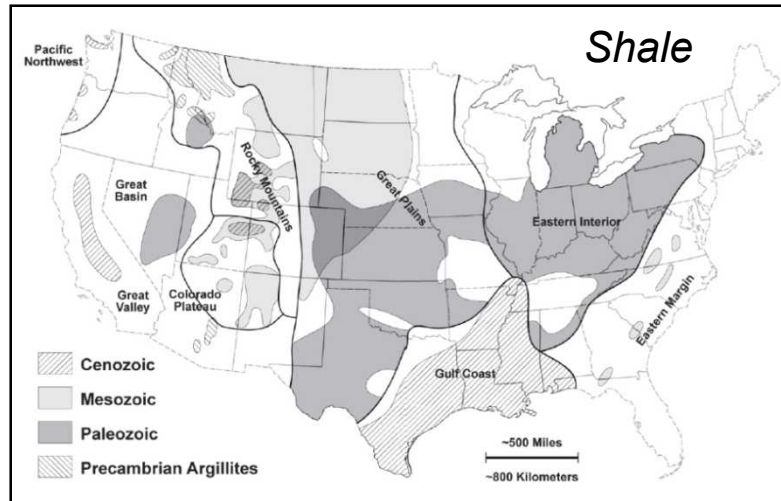 Shale
Pacific
Northwest
Rocky Mountains
Great
Basin
Great Plains
Eastern Interior
Great
Valley
Colorado
Plateau
Eastern Margin
Gulf Coast
Cenozoic
Mesozoic
Paleozoic
Precambrian Argillites
~500 Miles
~800 Kilometers